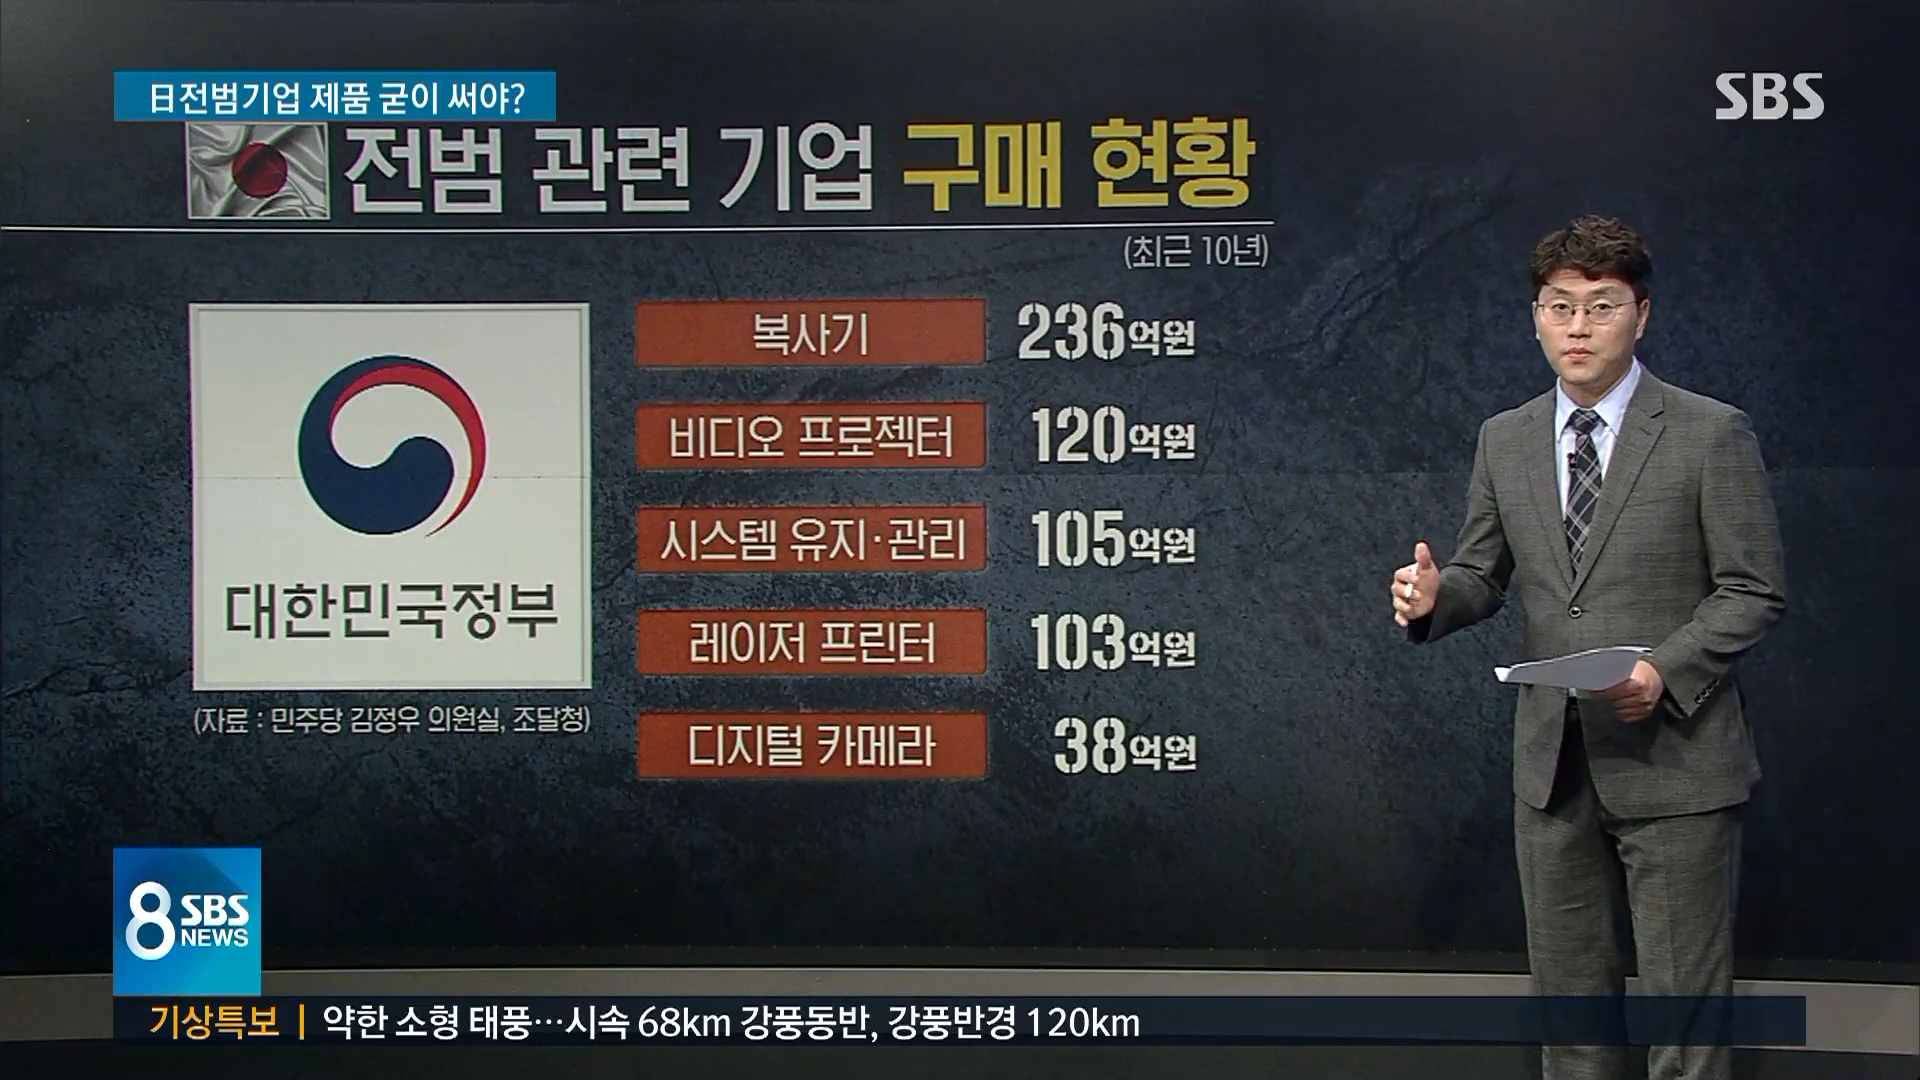 日전범기업 제품 굳이 써야?
SBS
전범 관련 기업 구매 현황
(최근 10년)
복사기 236억원
비디오 프로젝터 120억원
시스템 유지·관리 105억원
레이저 프린터 103억원
디지털 카메라 38억원
대한민국정부
(자료 : 민주당 김정우 의원실, 조달청)
8 SBS NEWS
기상특보 | 약한 소형 태풍…시속 68km 강풍동반, 강풍반경 120km